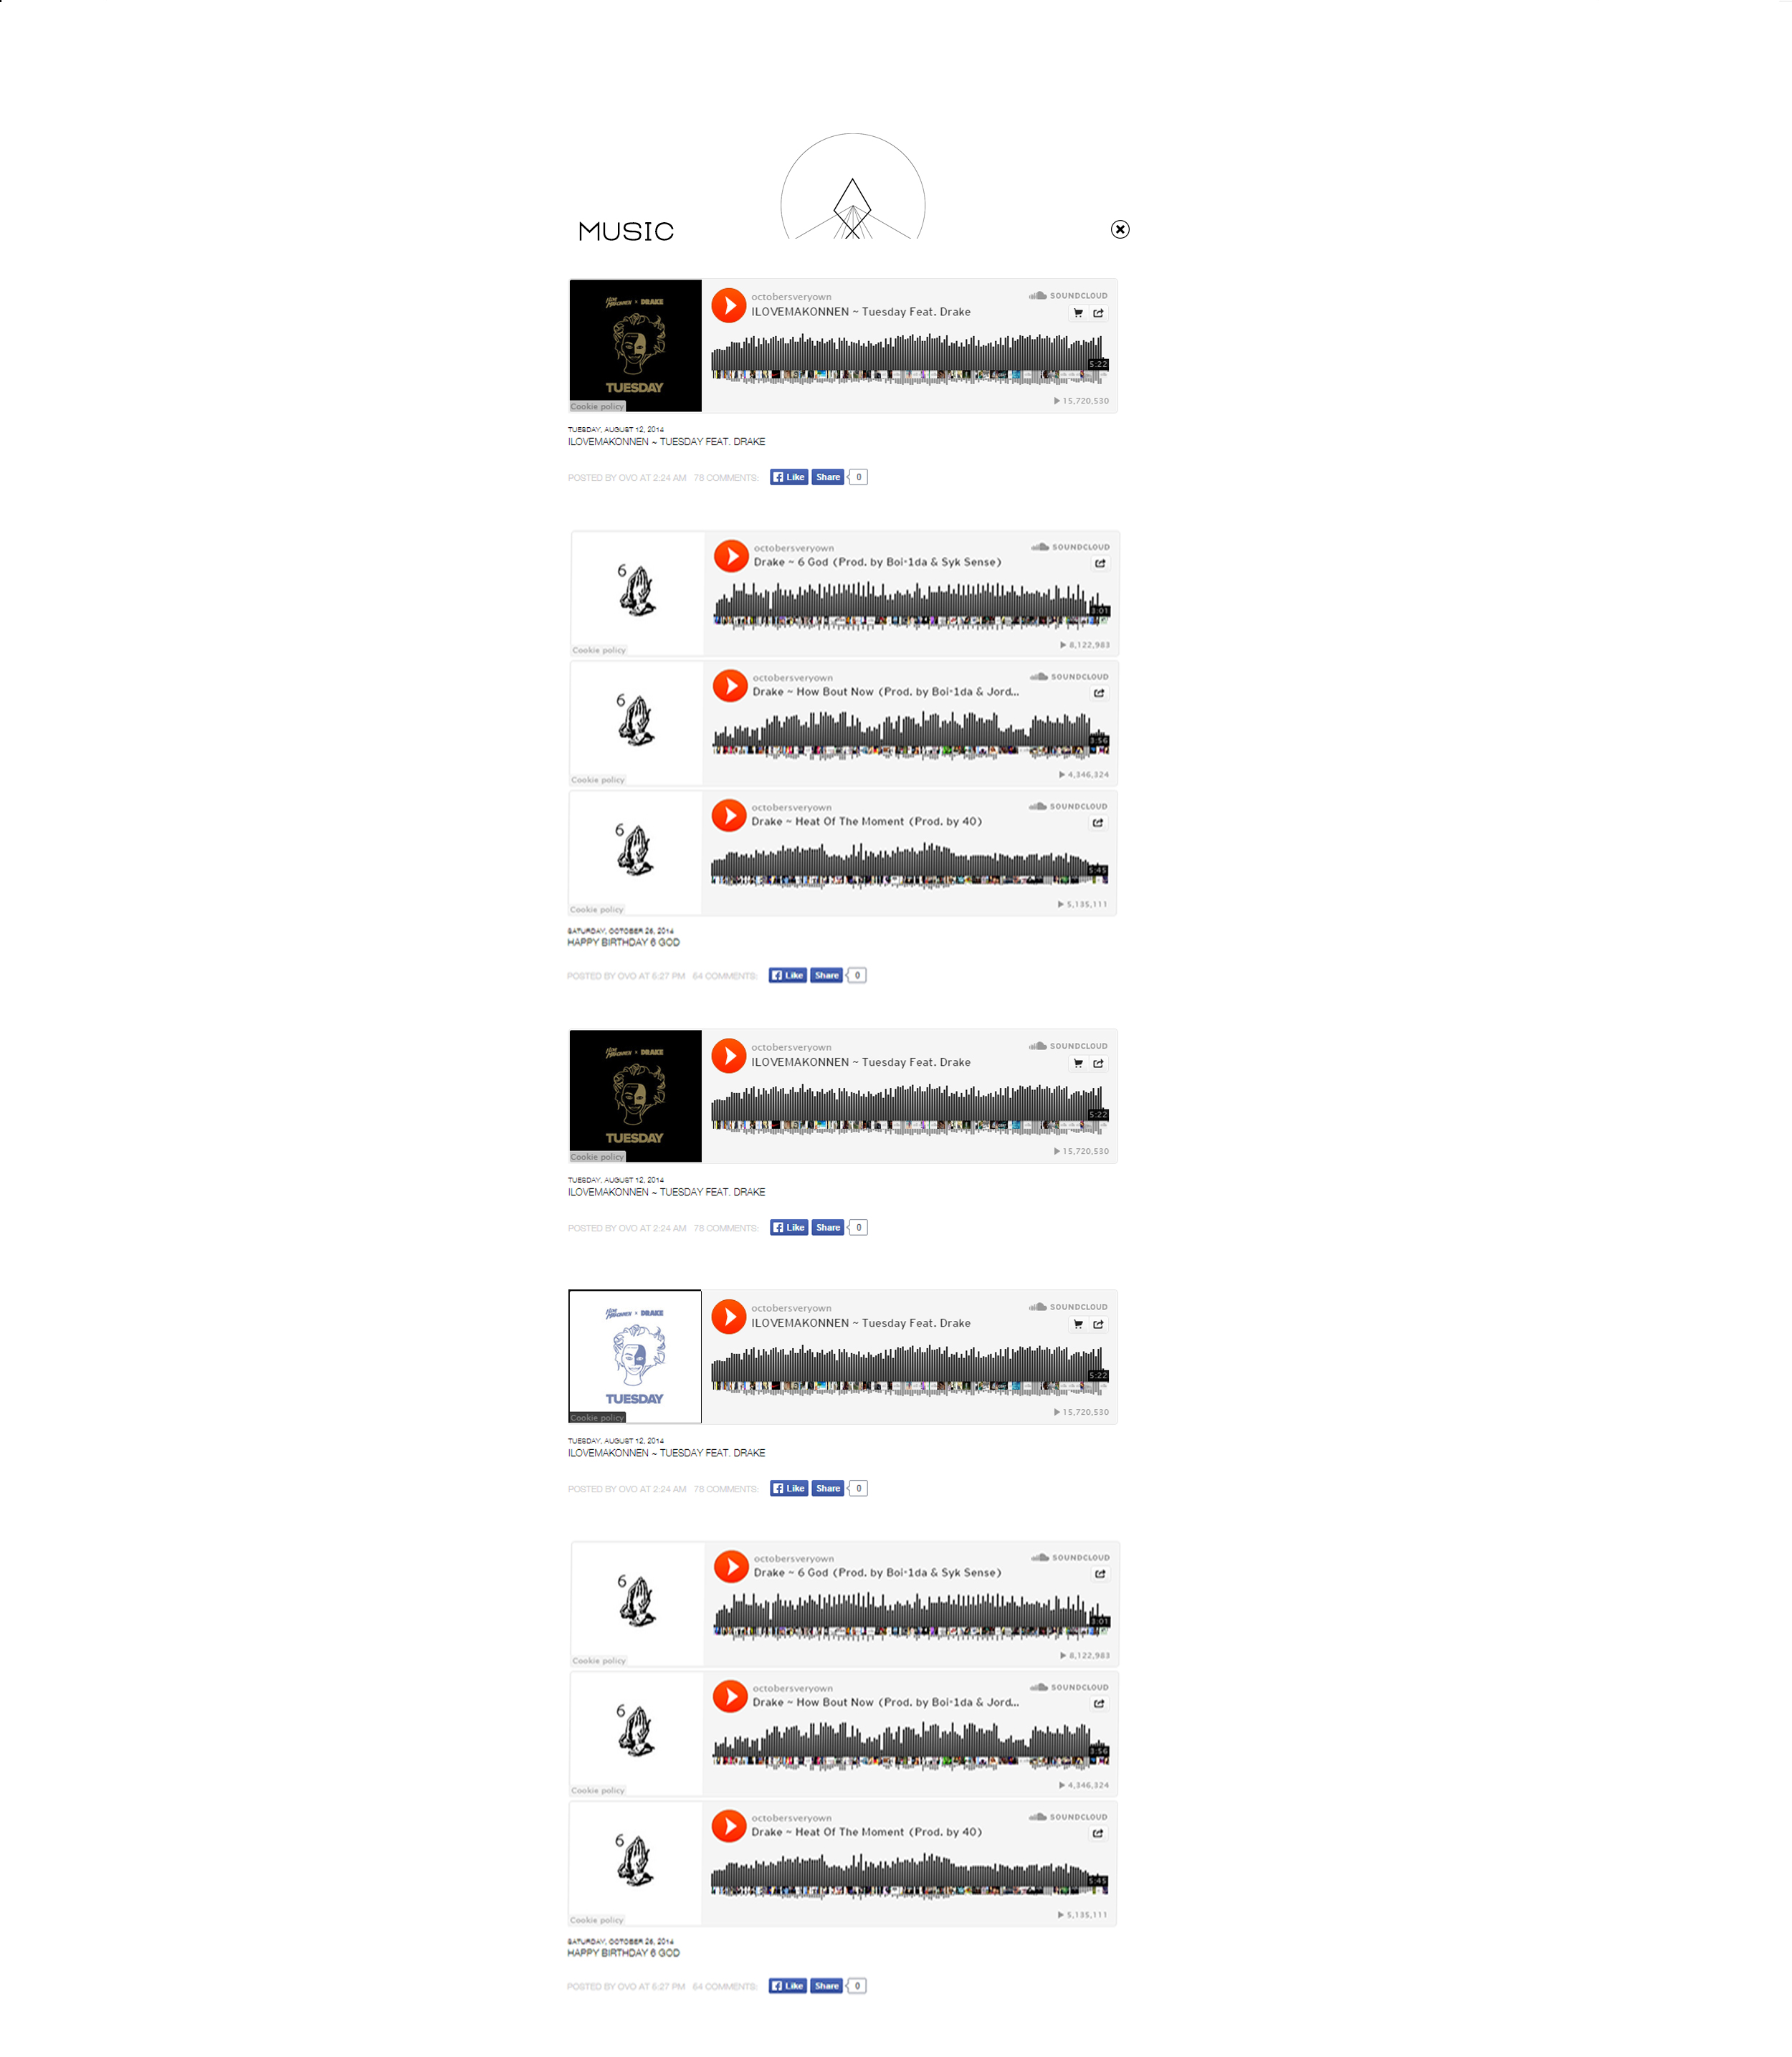 MUSIC
octobersveryown
SOUNDCLOUD
ILOVEMAKONNEN ~ Tuesday Feat. Drake
DRAKE
TUESDAY
5:22
Cookie policy
15,720,530
TUESDAY, AUGUST 12, 2014
ILOVEMAKONNEN ~ TUESDAY FEAT. DRAKE
POSTED BY OVO AT 2:24 AM 78 COMMENTS: Like Share 0
octobersveryown
SOUNDCLOUD
Drake ~ 6 God (Prod. by Boi-1da & Syk Sense)
6
3:01
Cookie policy
8,122,983
octobersveryown
SOUNDCLOUD
Drake ~ How Bout Now (Prod. by Boi-1da & Jord...
6
3:56
Cookie policy
4,346,324
octobersveryown
SOUNDCLOUD
Drake ~ Heat Of The Moment (Prod. by 40)
6
5:45
Cookie policy
5,135,111
SATURDAY, OCTOBER 25, 2014
HAPPY BIRTHDAY 6 GOD
POSTED BY OVO AT 5:27 PM 54 COMMENTS: Like Share 0
octobersveryown
SOUNDCLOUD
ILOVEMAKONNEN ~ Tuesday Feat. Drake
DRAKE
TUESDAY
5:22
Cookie policy
15,720,530
TUESDAY, AUGUST 12, 2014
ILOVEMAKONNEN ~ TUESDAY FEAT. DRAKE
POSTED BY OVO AT 2:24 AM 78 COMMENTS: Like Share 0
octobersveryown
SOUNDCLOUD
ILOVEMAKONNEN ~ Tuesday Feat. Drake
DRAKE
TUESDAY
5:22
Cookie policy
15,720,530
TUESDAY, AUGUST 12, 2014
ILOVEMAKONNEN ~ TUESDAY FEAT. DRAKE
POSTED BY OVO AT 2:24 AM 78 COMMENTS: Like Share 0
octobersveryown
SOUNDCLOUD
Drake ~ 6 God (Prod. by Boi-1da & Syk Sense)
6
3:01
Cookie policy
8,122,983
octobersveryown
SOUNDCLOUD
Drake ~ How Bout Now (Prod. by Boi-1da & Jord...
6
3:56
Cookie policy
4,346,324
octobersveryown
SOUNDCLOUD
Drake ~ Heat Of The Moment (Prod. by 40)
6
5:45
Cookie policy
5,135,111
SATURDAY, OCTOBER 25, 2014
HAPPY BIRTHDAY 6 GOD
POSTED BY OVO AT 5:27 PM 54 COMMENTS: Like Share 0